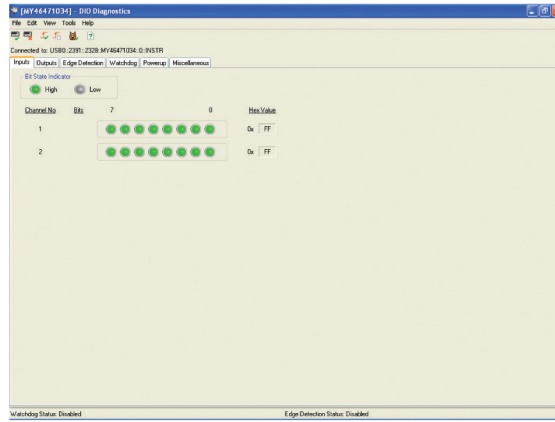 [MY46471034] - DIO Diagnostics
File Edit View Tools Help
Connected to: USB0::2391::2328::MY46471034::0::INSTR
Inputs Outputs Edge Detection Watchdog Powerup Miscellaneous
Bit State Indicator
High Low
Channel No Bits 7 0 Hex Value
1 0x FF
2 0x FF
Watchdog Status: Disabled Edge Detection Status: Disabled